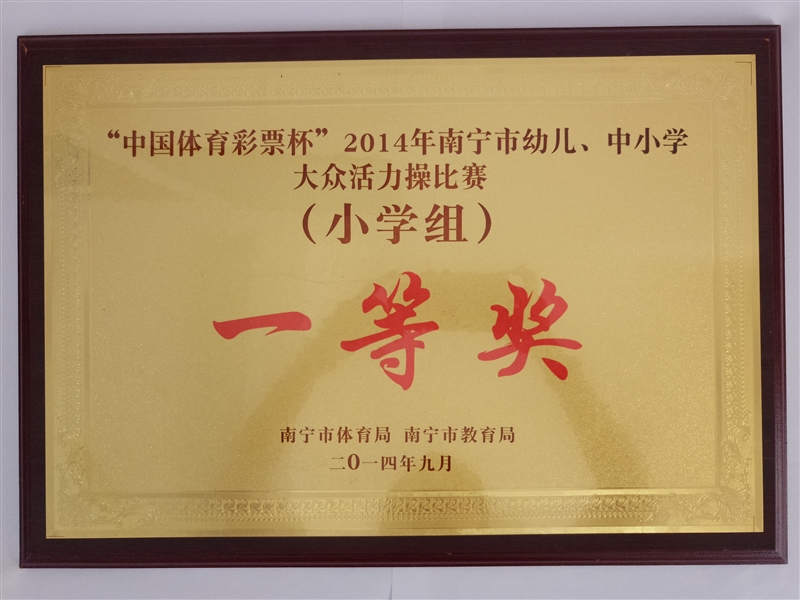 “中国体育彩票杯”2014年南宁市幼儿、中小学
大众活力操比赛
（小学组）
一等奖
南宁市体育局 南宁市教育局
二0一四年九月